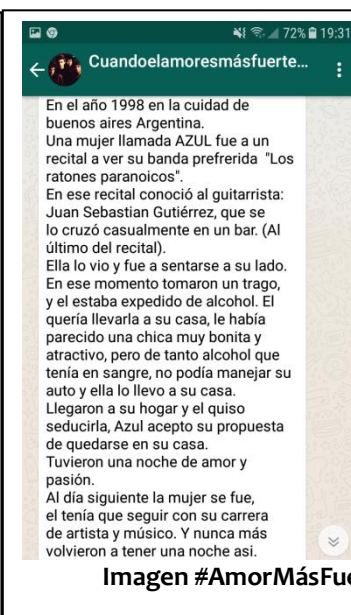 72% 19:31
Cuandoelamoresmásfuerte...
En el año 1998 en la cuidad de
buenos aires Argentina.
Una mujer llamada AZUL fue a un
recital a ver su banda prefrerida "Los
ratones paranoicos".
En ese recital conoció al guitarrista:
Juan Sebastian Gutiérrez, que se
lo cruzó casualmente en un bar. (Al
último del recital).
Ella lo vio y fue a sentarse a su lado.
En ese momento tomaron un trago,
y el estaba expedido de alcohol. El
quería llevarla a su casa, le había
parecido una chica muy bonita y
atractivo, pero de tanto alcohol que
tenía en sangre, no podía manejar su
auto y ella lo llevo a su casa.
Llegaron a su hogar y el quiso
seducirla, Azul acepto su propuesta
de quedarse en su casa.
Tuvieron una noche de amor y
pasión.
Al día siguiente la mujer se fue,
el tenía que seguir con su carrera
de artista y músico. Y nunca más
volvieron a tener una noche asi.
Imagen #AmorMásFue